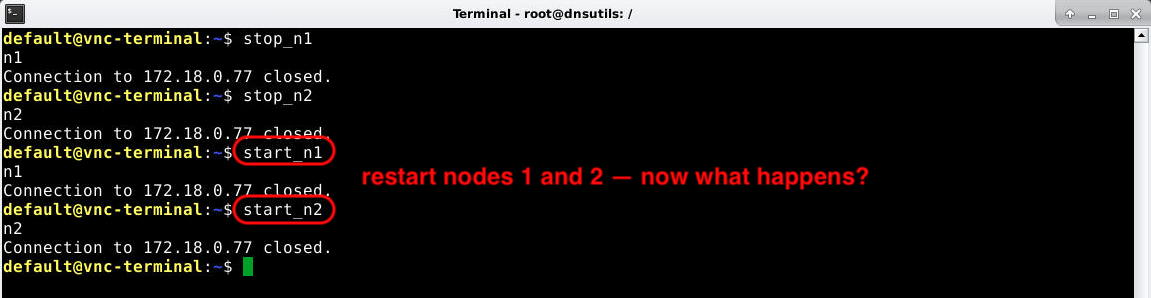 Terminal - root@dnsutils: /
default@vnc-terminal:~$ stop_n1
n1
Connection to 172.18.0.77 closed.
default@vnc-terminal:~$ stop_n2
n2
Connection to 172.18.0.77 closed.
default@vnc-terminal:~$ start_n1
n1
restart nodes 1 and 2 — now what happens?
Connection to 172.18.0.77 closed.
default@vnc-terminal:~$ start_n2
n2
Connection to 172.18.0.77 closed.
default@vnc-terminal:~$